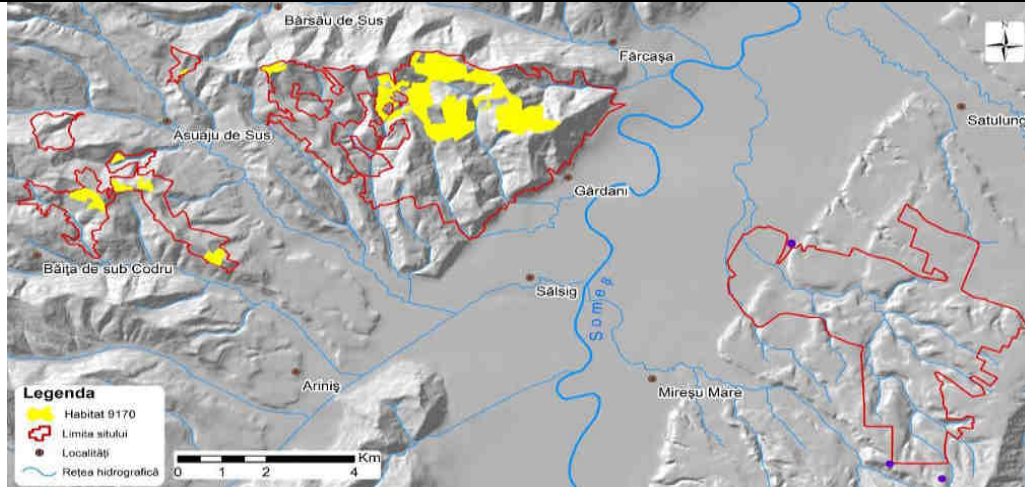 Bârsău de Sus
Fărcașa
N
Satulung
Asuaju de Sus
Gârdani
Băița de sub Codru
Sălsig
Someș
Ariniș
Mireșu Mare
Legenda
Habitat 9170
Limita sitului
Localități
Rețea hidrografică
Km
0 1 2 4